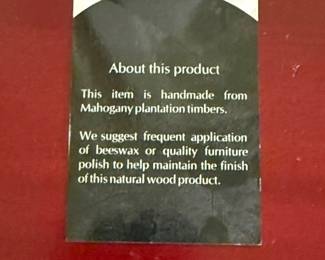 About this product
This item is handmade from
Mahogany plantation timbers.
We suggest frequent application
of beeswax or quality furniture
polish to help maintain the finish
of this natural wood product.